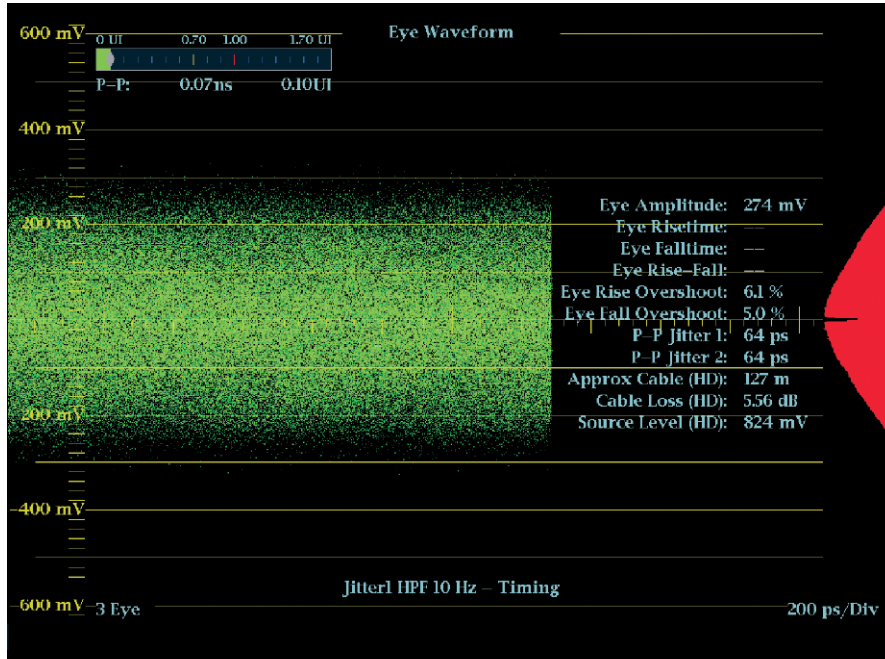 600 mV
Eye Waveform
0 UI 0.70 1.00 1.70 UI
P–P: 0.07ns 0.10UI
400 mV
200 mV
Eye Amplitude: 274 mV
Eye Risetime: ––
Eye Falltime: ––
Eye Rise–Fall: ––
Eye Rise Overshoot: 6.1 %
Eye Fall Overshoot: 5.0 %
P–P Jitter 1: 64 ps
P–P Jitter 2: 64 ps
Approx Cable (HD): 127 m
Cable Loss (HD): 5.56 dB
Source Level (HD): 824 mV
200 mV
–400 mV
Jitter1 HPF 10 Hz – Timing
–600 mV
3 Eye
200 ps/Div